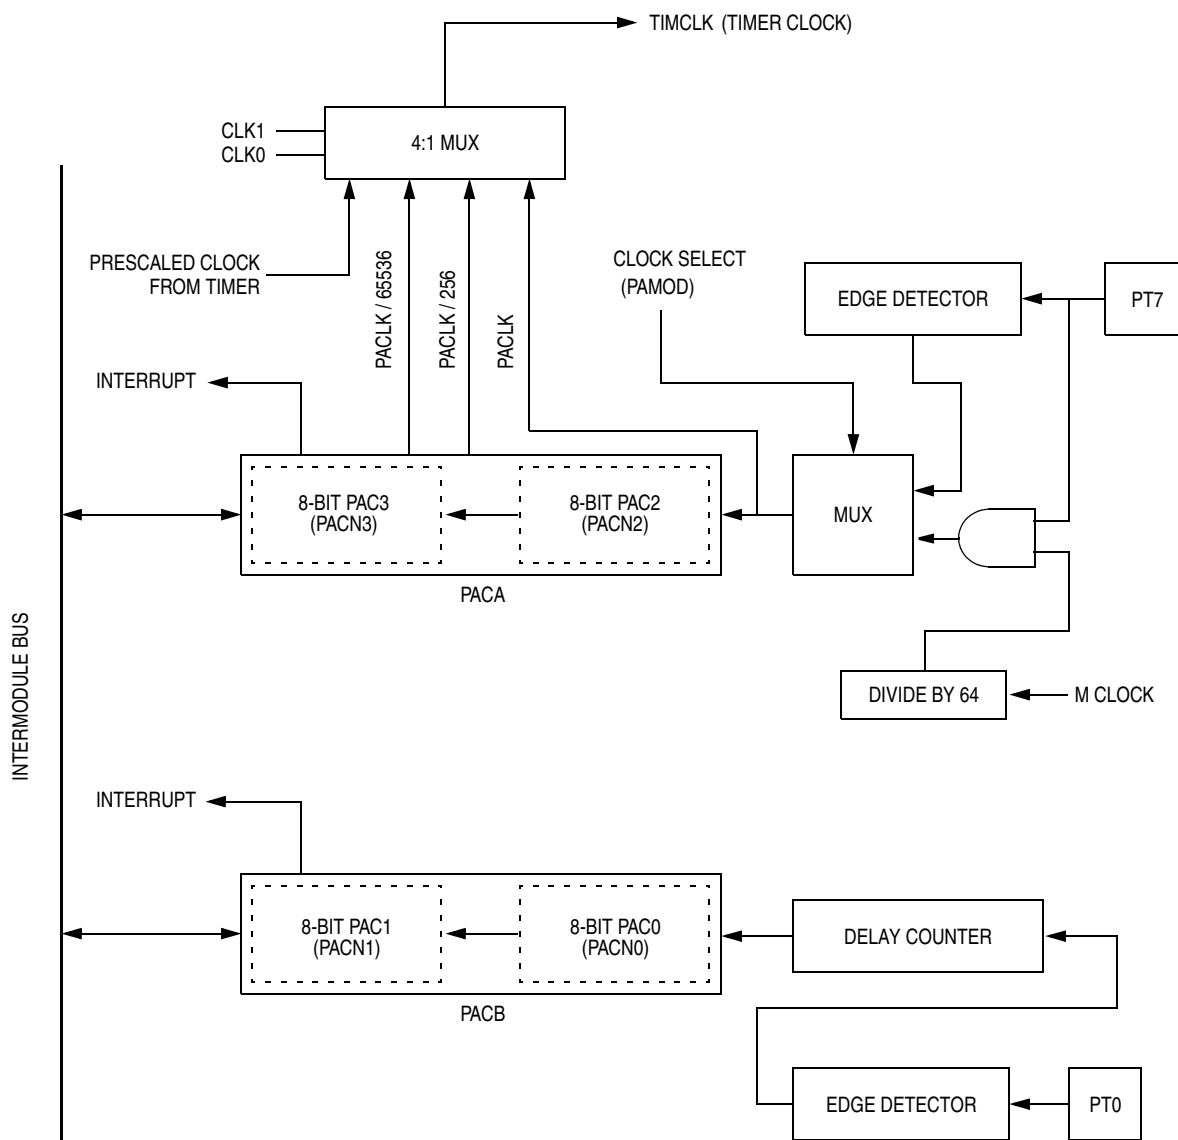 TIMCLK (TIMER CLOCK)
CLK1
CLK0
4:1 MUX
PRESCALED CLOCK
FROM TIMER
PACLK / 65536
PACLK / 256
PACLK
CLOCK SELECT
(PAMOD)
EDGE DETECTOR
PT7
INTERRUPT
8-BIT PAC3
(PACN3)
8-BIT PAC2
(PACN2)
MUX
PACA
INTERMODULE BUS
DIVIDE BY 64
M CLOCK
INTERRUPT
8-BIT PAC1
(PACN1)
8-BIT PAC0
(PACN0)
DELAY COUNTER
PACB
EDGE DETECTOR
PT0